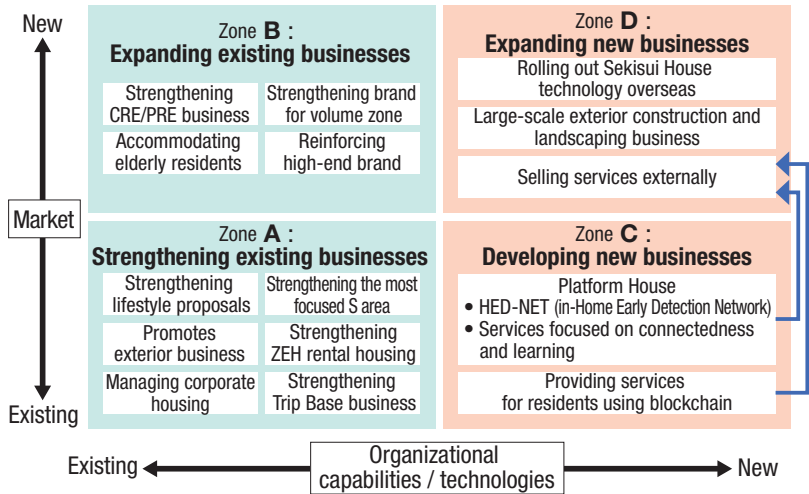 New
Market
Existing
Zone B :
Expanding existing businesses
Strengthening
CRE/PRE business
Strengthening brand
for volume zone
Accommodating
elderly residents
Reinforcing
high-end brand
Zone D :
Expanding new businesses
Rolling out Sekisui House
technology overseas
Large-scale exterior construction and
landscaping business
Selling services externally
Zone A :
Strengthening existing businesses
Strengthening
lifestyle proposals
Strengthening the most
focused S area
Promotes
exterior business
Strengthening
ZEH rental housing
Managing corporate
housing
Strengthening
Trip Base business
Zone C :
Developing new businesses
Platform House
• HED-NET (in-Home Early Detection Network)
• Services focused on connectedness
and learning
Providing services
for residents using blockchain
Existing
Organizational
capabilities / technologies
New